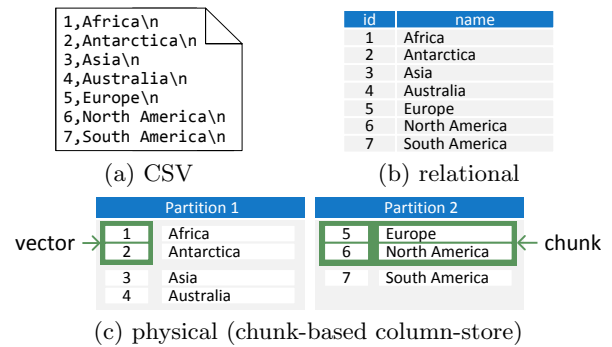 1,Africa\n
2,Antarctica\n
3,Asia\n
4,Australia\n
5,Europe\n
6,North America\n
7,South America\n
(a) CSV
id name
1 Africa
2 Antarctica
3 Asia
4 Australia
5 Europe
6 North America
7 South America
(b) relational
Partition 1 Partition 2
1 Africa 5 Europe
vector chunk
2 Antarctica 6 North America
3 Asia 7 South America
4 Australia
(c) physical (chunk-based column-store)